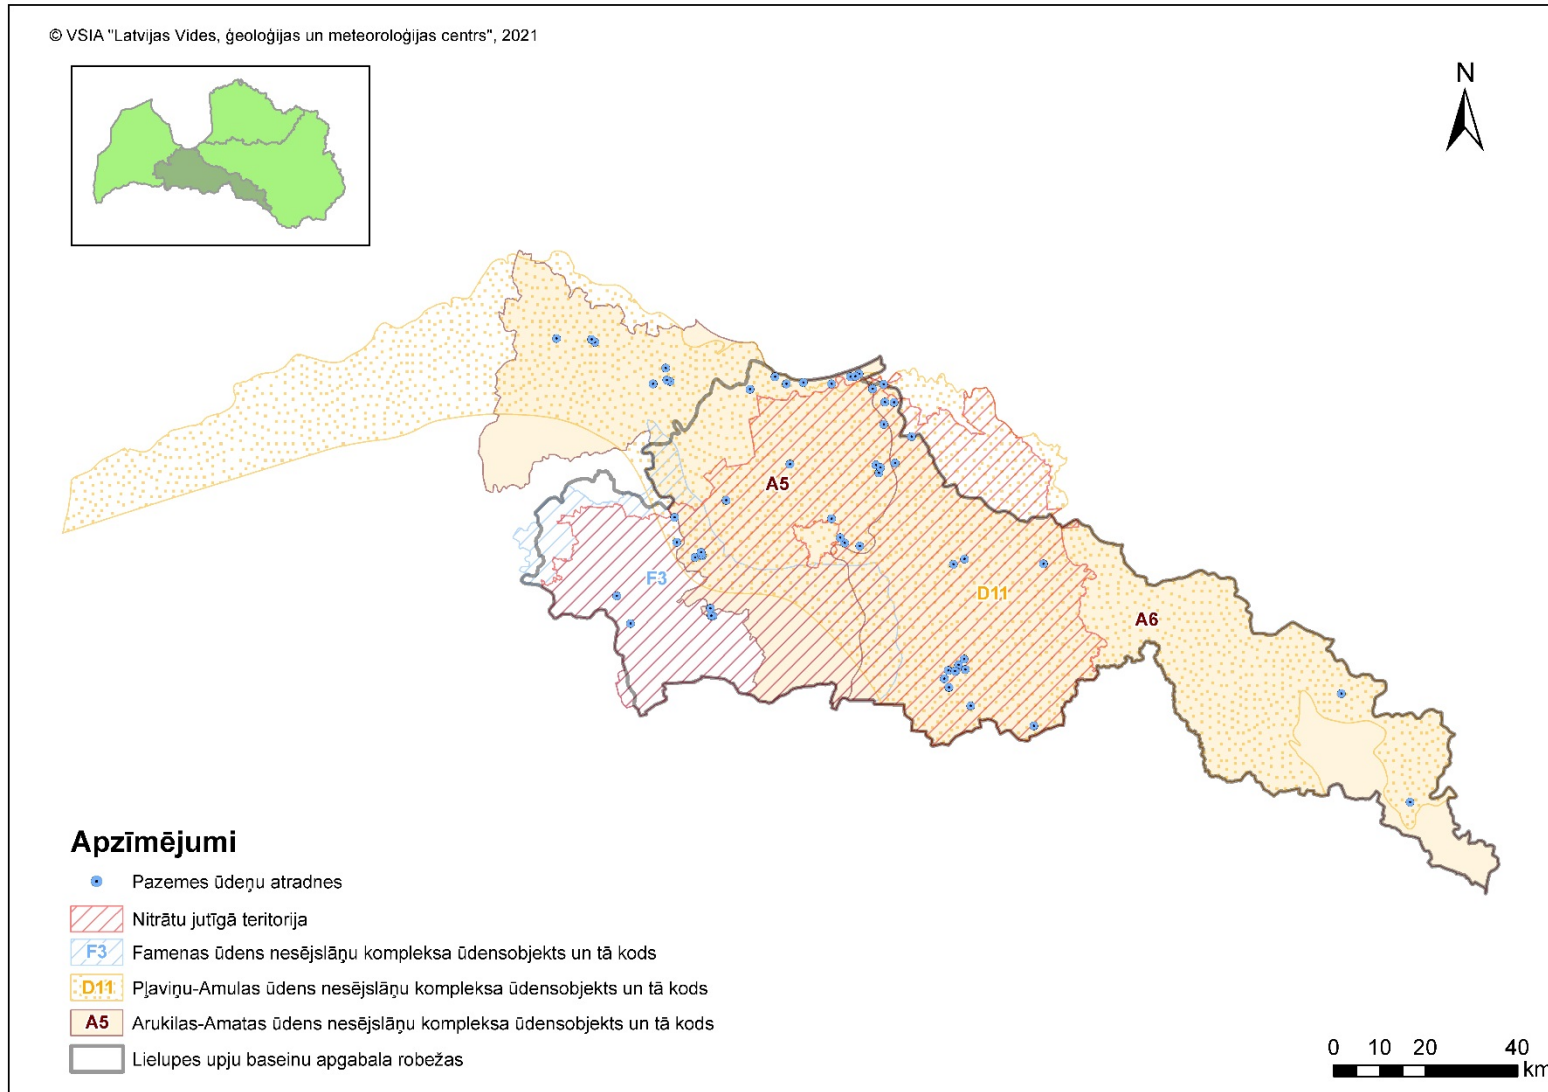 © VSIA "Latvijas Vides, ģeoloģijas un meteoroloģijas centrs", 2021
N
A5
F3
D11
A6
Apzīmējumi
Pazemes ūdeņu atradnes
Nitrātu jutīgā teritorija
F3 Famenas ūdens nesējslāņu kompleksa ūdensobjekts un tā kods
D11 Pļaviņu-Amulas ūdens nesējslāņu kompleksa ūdensobjekts un tā kods
A5 Arukilas-Amatas ūdens nesējslāņu kompleksa ūdensobjekts un tā kods
Lielupes upju baseinu apgabala robežas
0 10 20 40
km